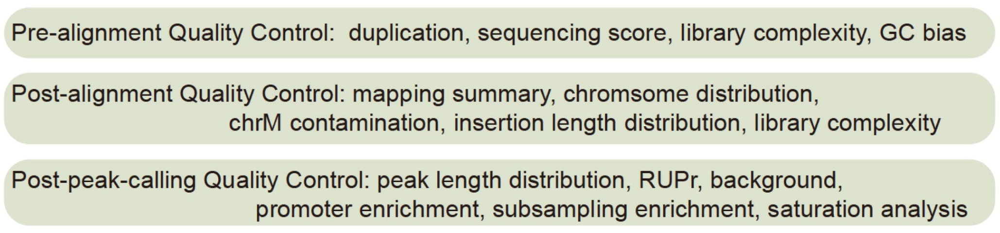 Pre-alignment Quality Control: duplication, sequencing score, library complexity, GC bias
Post-alignment Quality Control: mapping summary, chromsome distribution,
chrM contamination, insertion length distribution, library complexity
Post-peak-calling Quality Control: peak length distribution, RUPr, background,
promoter enrichment, subsampling enrichment, saturation analysis